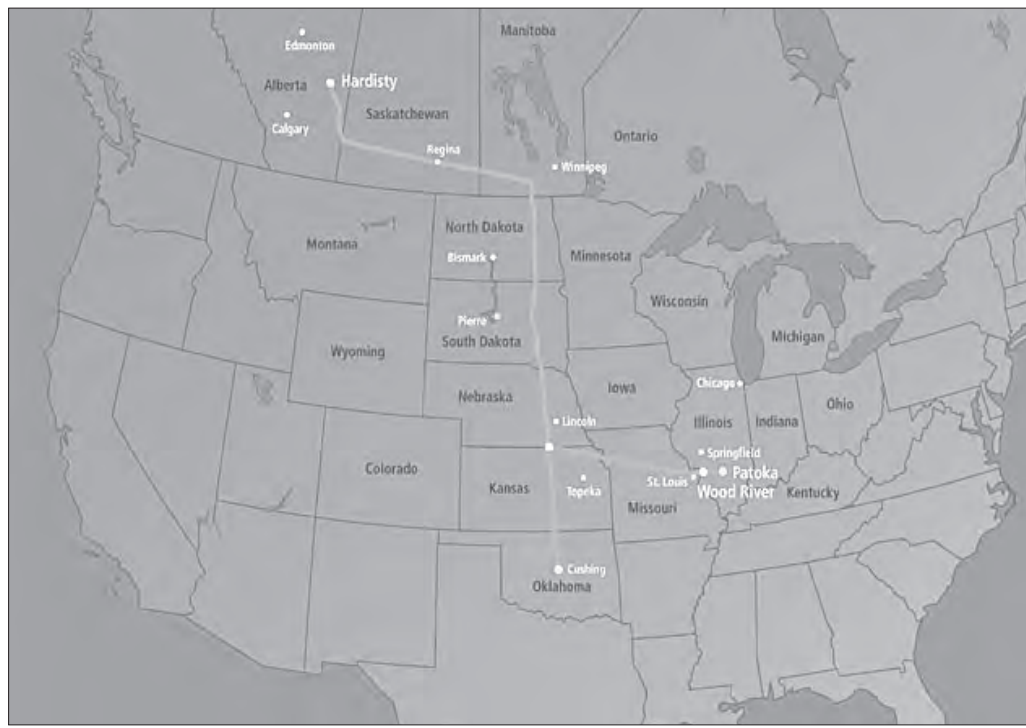 Manitoba
Edmonton
Hardisty
Alberta
Saskatchewan
Calgary
Ontario
Regina
Winnipeg
North Dakota
Montana
Minnesota
Bismark
Wisconsin
Pierre
Michigan
South Dakota
Wyoming
Chicago
Iowa
Nebraska
Ohio
Lincoln
Illinois
Indiana
Springfield
Colorado
Patoka
St. Louis
Kansas
Topeka
Wood River
Kentucky
Missouri
Cushing
Oklahoma